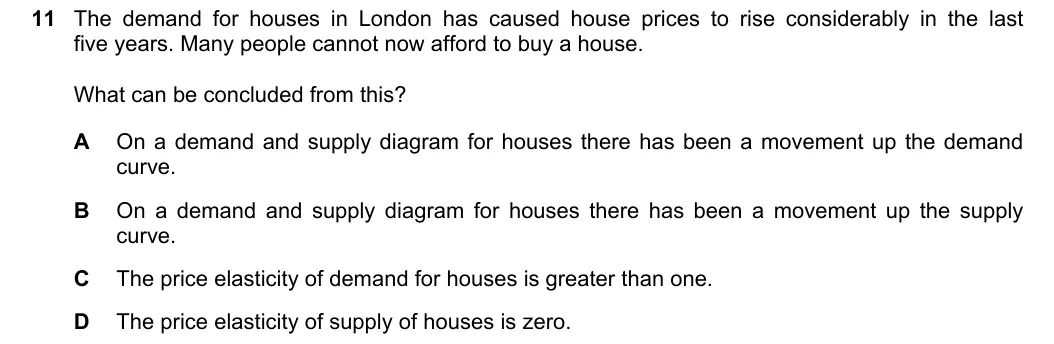 11 The demand for houses in London has caused house prices to rise considerably in the last
five years. Many people cannot now afford to buy a house.
What can be concluded from this?
A On a demand and supply diagram for houses there has been a movement up the demand
curve.
B On a demand and supply diagram for houses there has been a movement up the supply
curve.
C The price elasticity of demand for houses is greater than one.
D The price elasticity of supply of houses is zero.